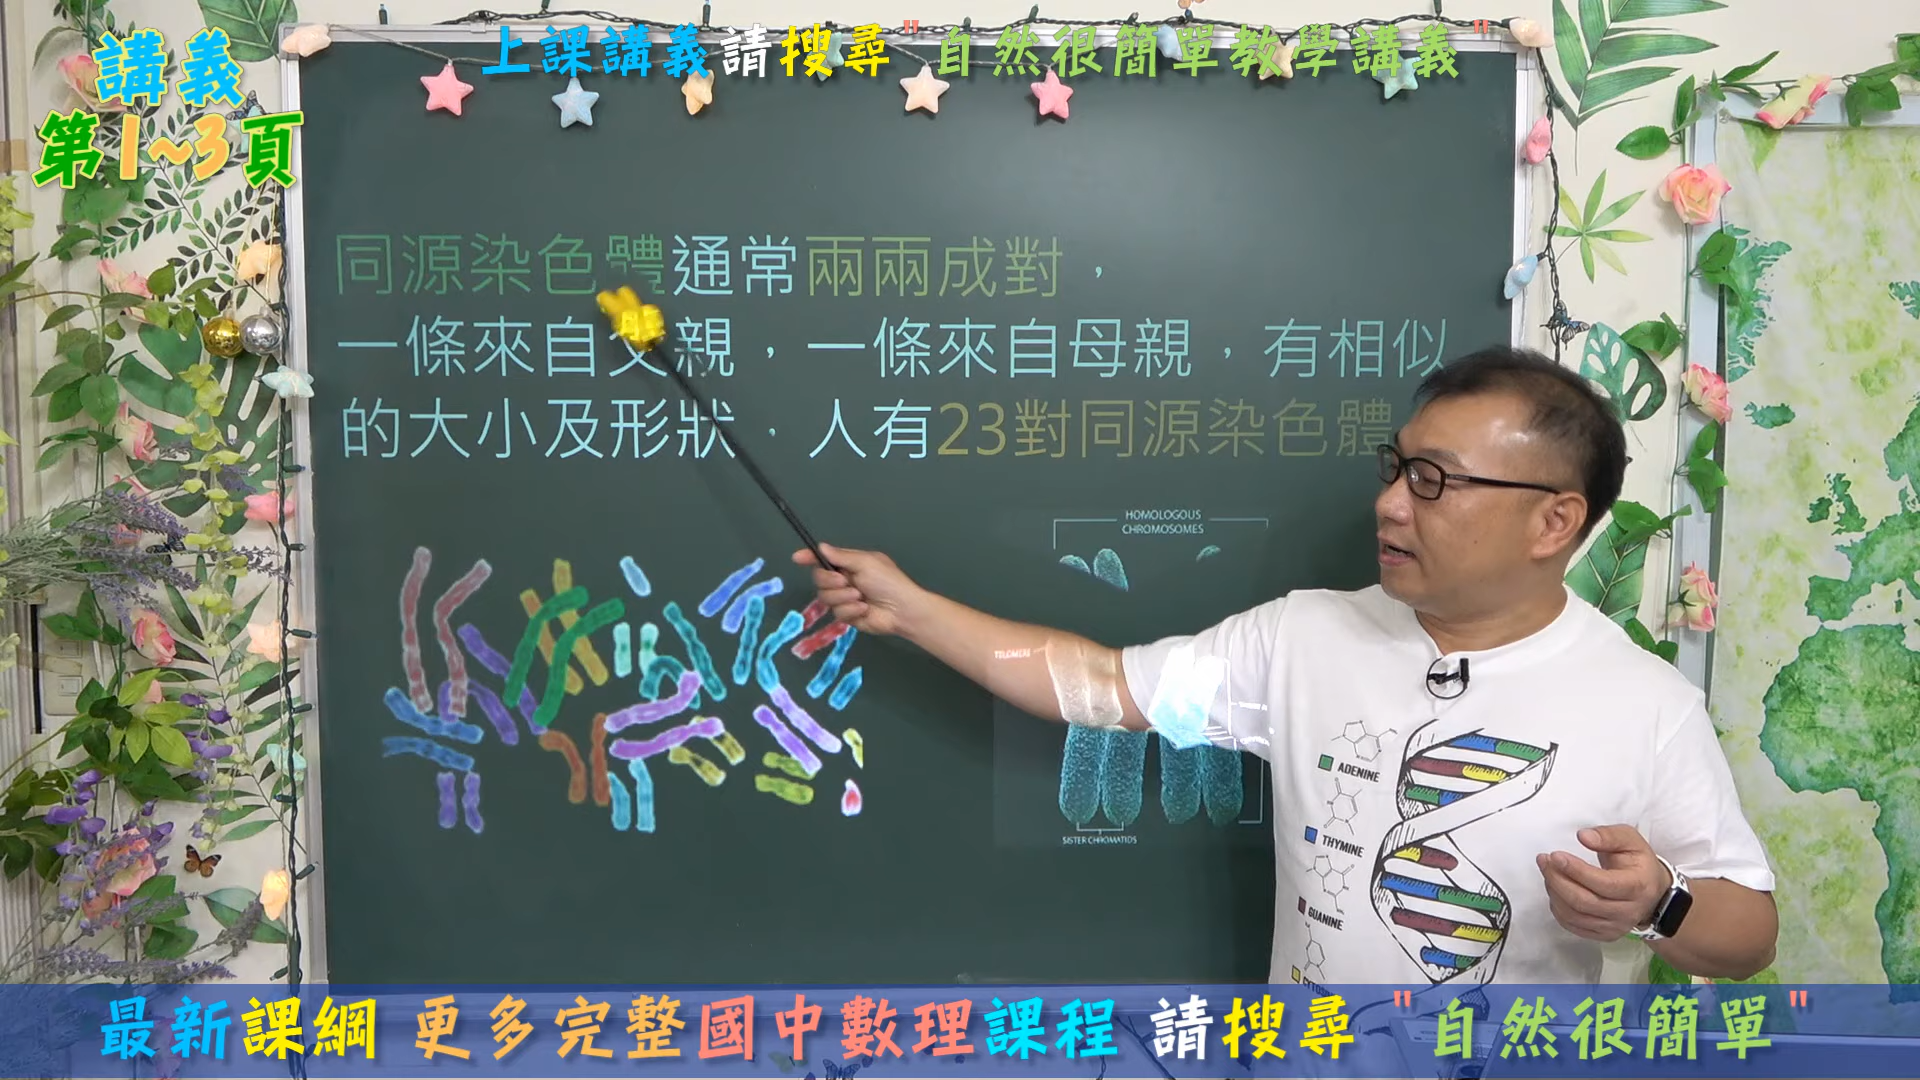 上課講義請搜尋"自然很簡單教學講義"
講義
第1~3頁
同源染色體通常兩兩成對，
一條來自父親，一條來自母親，有相似
的大小及形狀，人有23對同源染色體
HOMOLOGOUS
CHROMOSOMES
TELOMERE
SISTER CHROMATIDS
ADENINE
THYMINE
GUANINE
最新課綱 更多完整國中數理課程 請搜尋"自然很簡單"